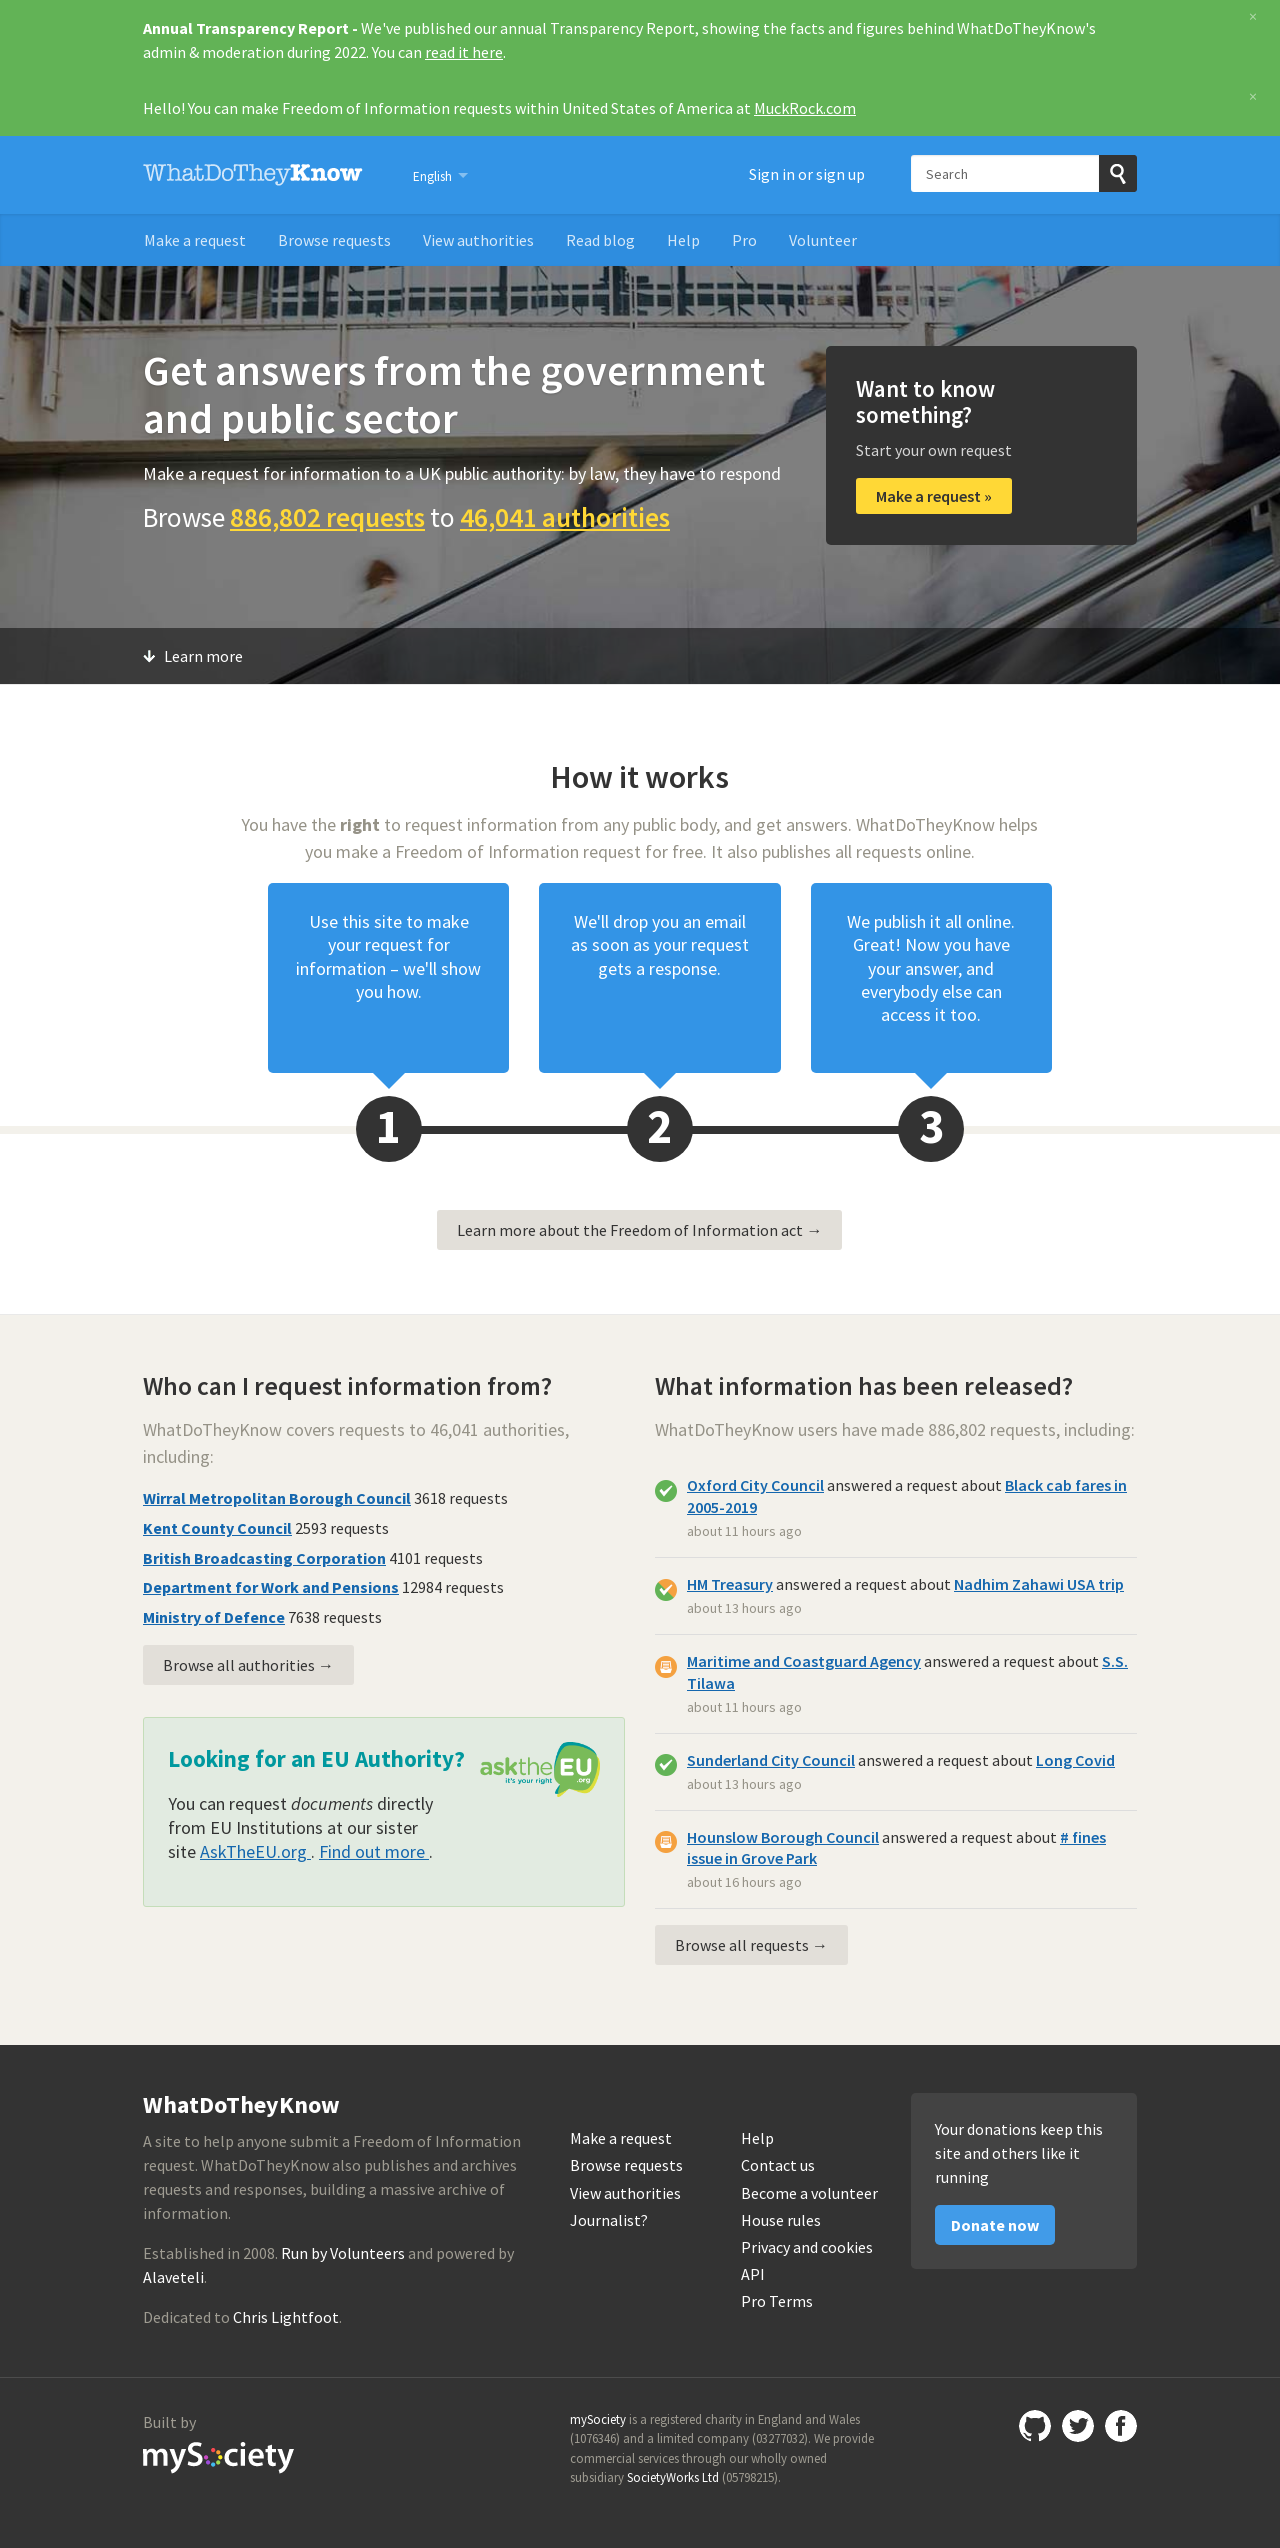 Annual Transparency Report - We've published our annual Transparency Report, showing the facts and figures behind WhatDoTheyKnow's
admin & moderation during 2022. You can read it here.
×
Hello! You can make Freedom of Information requests within United States of America at MuckRock.com
×
WhatDoTheyKnow
English
Sign in or sign up
Search
Make a request
Browse requests
View authorities
Read blog
Help
Pro
Volunteer
Get answers from the government
and public sector
Make a request for information to a UK public authority: by law, they have to respond
Browse 886,802 requests to 46,041 authorities
Want to know
something?
Start your own request
Make a request »
Learn more
How it works
You have the right to request information from any public body, and get answers. WhatDoTheyKnow helps
you make a Freedom of Information request for free. It also publishes all requests online.
Use this site to make
your request for
information – we'll show
you how.
We'll drop you an email
as soon as your request
gets a response.
We publish it all online.
Great! Now you have
your answer, and
everybody else can
access it too.
1
2
3
Learn more about the Freedom of Information act →
Who can I request information from?
WhatDoTheyKnow covers requests to 46,041 authorities,
including:
Wirral Metropolitan Borough Council 3618 requests
Kent County Council 2593 requests
British Broadcasting Corporation 4101 requests
Department for Work and Pensions 12984 requests
Ministry of Defence 7638 requests
Browse all authorities →
Looking for an EU Authority?
asktheEU.org
it's your right
You can request documents directly
from EU Institutions at our sister
site AskTheEU.org . Find out more .
What information has been released?
WhatDoTheyKnow users have made 886,802 requests, including:
Oxford City Council answered a request about Black cab fares in
2005-2019
about 11 hours ago
HM Treasury answered a request about Nadhim Zahawi USA trip
about 13 hours ago
Maritime and Coastguard Agency answered a request about S.S.
Tilawa
about 11 hours ago
Sunderland City Council answered a request about Long Covid
about 13 hours ago
Hounslow Borough Council answered a request about # fines
issue in Grove Park
about 16 hours ago
Browse all requests →
WhatDoTheyKnow
A site to help anyone submit a Freedom of Information
request. WhatDoTheyKnow also publishes and archives
requests and responses, building a massive archive of
information.
Established in 2008. Run by Volunteers and powered by
Alaveteli.
Dedicated to Chris Lightfoot.
Make a request
Browse requests
View authorities
Journalist?
Help
Contact us
Become a volunteer
House rules
Privacy and cookies
API
Pro Terms
Your donations keep this
site and others like it
running
Donate now
Built by
mySociety
mySociety is a registered charity in England and Wales
(1076346) and a limited company (03277032). We provide
commercial services through our wholly owned
subsidiary SocietyWorks Ltd (05798215).